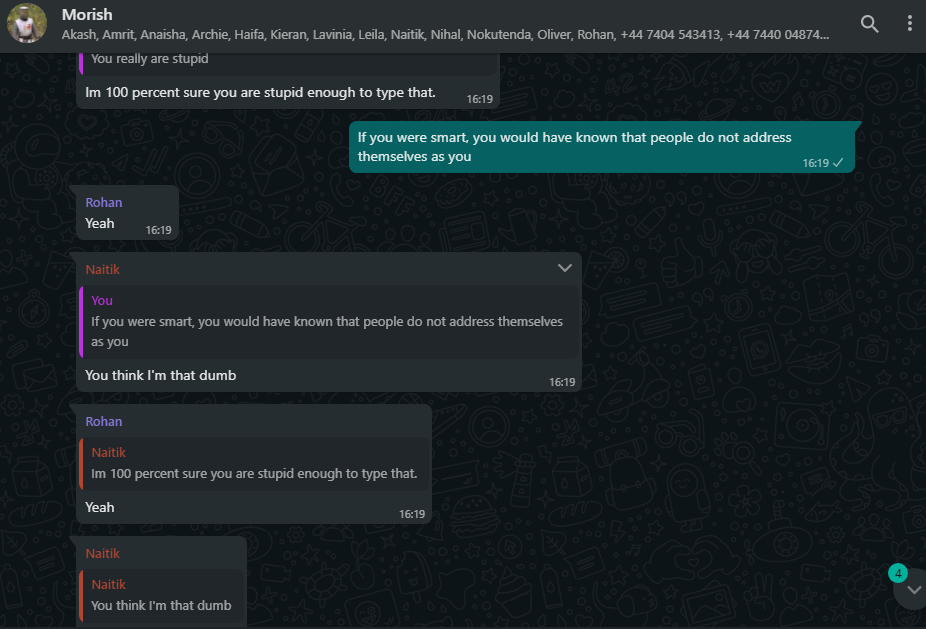 Morish
Akash, Amrit, Anaisha, Archie, Haifa, Kieran, Lavinia, Leila, Naitik, Nihal, Nokutenda, Oliver, Rohan, +44 7404 543413, +44 7440 04874...
You really are stupid
Im 100 percent sure you are stupid enough to type that.
16:19
If you were smart, you would have known that people do not address
themselves as you
16:19
Rohan
Yeah
16:19
Naitik
You
If you were smart, you would have known that people do not address themselves
as you
You think I'm that dumb
16:19
Rohan
Naitik
Im 100 percent sure you are stupid enough to type that.
Yeah
16:19
Naitik
Naitik
You think I'm that dumb
4